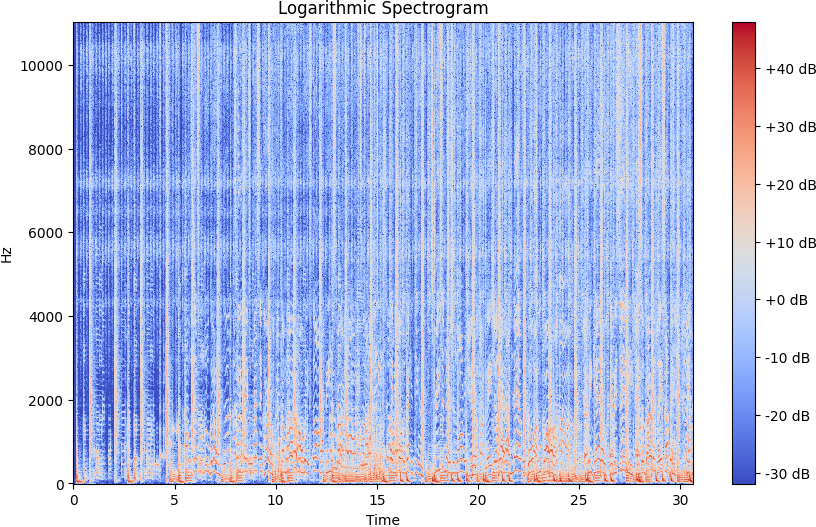 Logarithmic Spectrogram
Hz
10000
8000
6000
4000
2000
0
0 5 10 15 20 25 30
Time
+40 dB
+30 dB
+20 dB
+10 dB
+0 dB
-10 dB
-20 dB
-30 dB